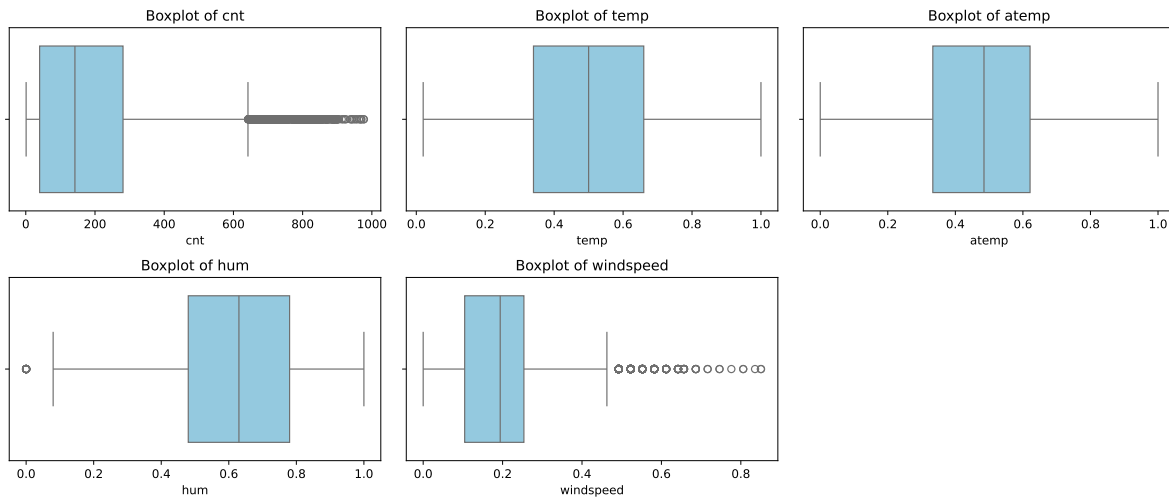 Boxplot of cnt
0 200 400 600 800 1000
cnt
Boxplot of temp
0.0 0.2 0.4 0.6 0.8 1.0
temp
Boxplot of atemp
0.0 0.2 0.4 0.6 0.8 1.0
atemp
Boxplot of hum
0.0 0.2 0.4 0.6 0.8 1.0
hum
Boxplot of windspeed
0.0 0.2 0.4 0.6 0.8
windspeed